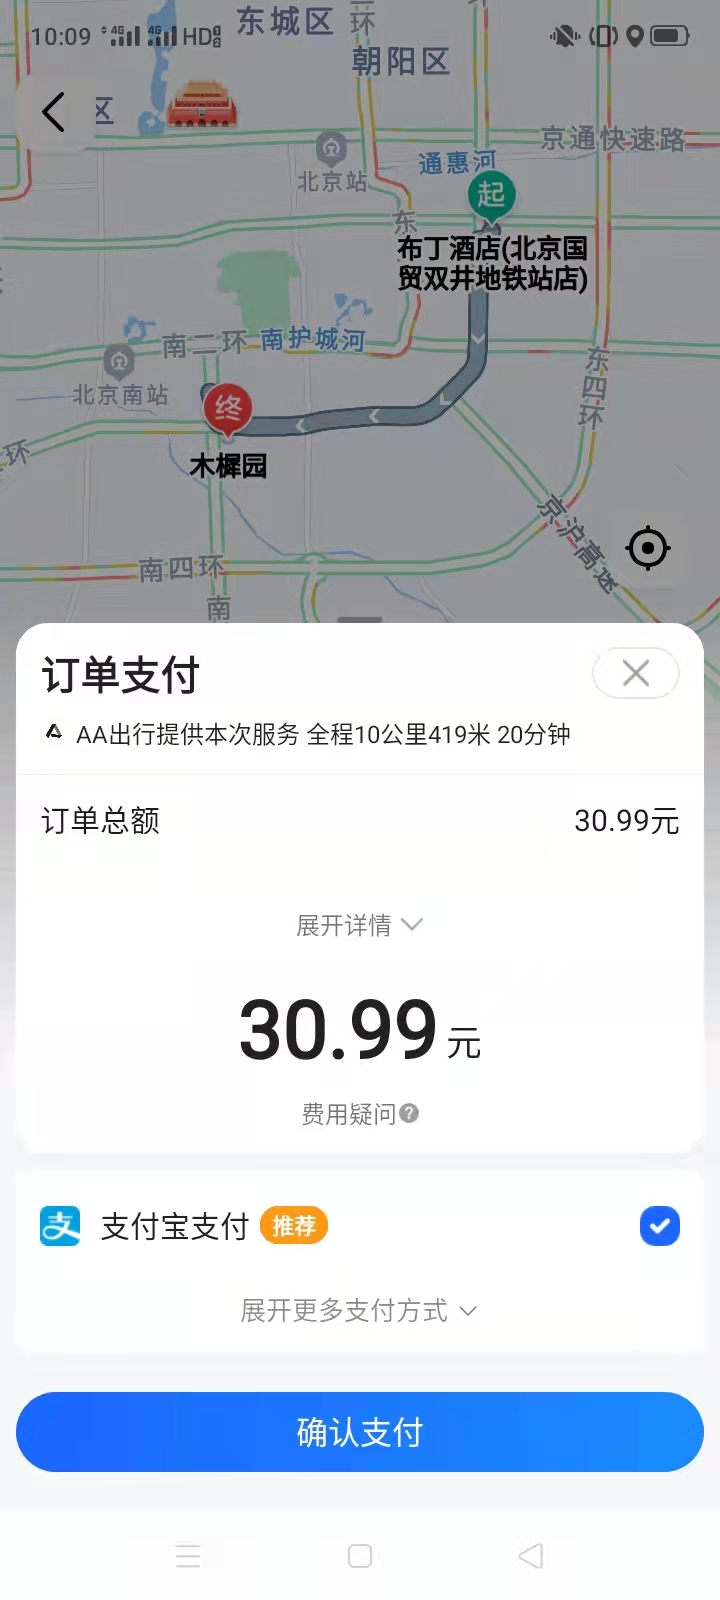 10:09 4G 4G HD
东城区
环
朝阳区
区
京通快速路
北京站
通惠河
起
东
布丁酒店(北京国
贸双井地铁站店)
南二环
南护城河
北京南站
东四环
终
环
木樨园
京沪高速
南四环
南
订单支付
AA出行提供本次服务 全程10公里419米 20分钟
订单总额
30.99元
展开详情
30.99元
费用疑问?
支 支付宝支付 推荐
展开更多支付方式
确认支付